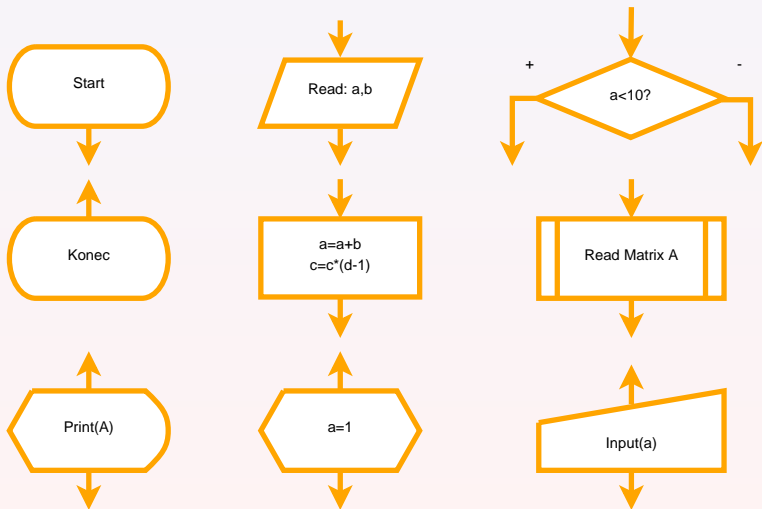 Start
Read: a,b
+
a<10?
-
Konec
a=a+b
c=c*(d-1)
Read Matrix A
Print(A)
a=1
Input(a)